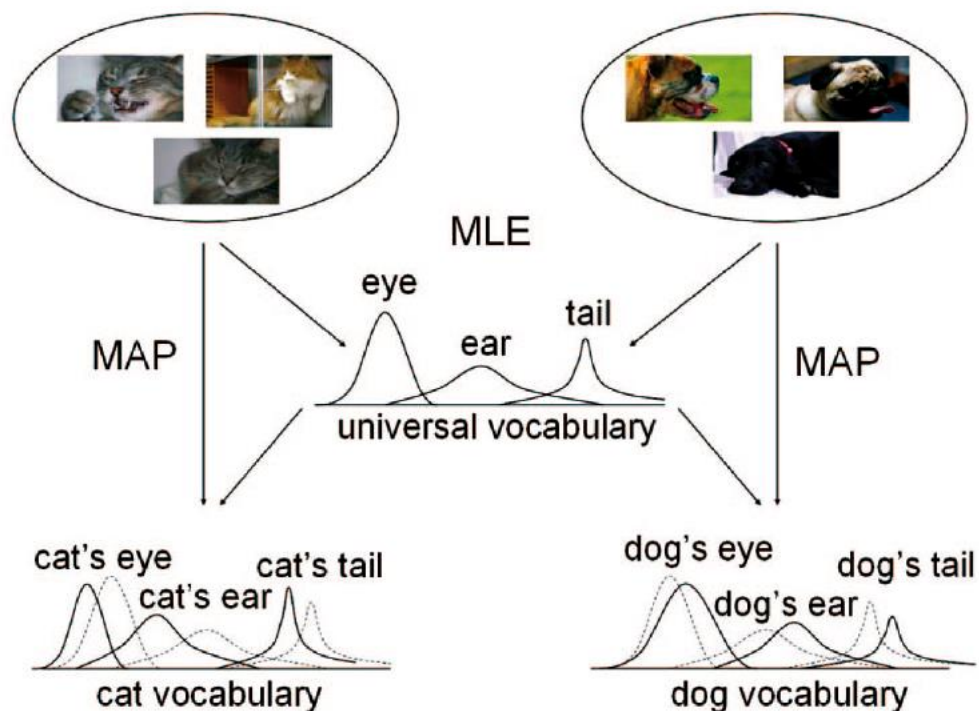 MLE
eye
ear
tail
MAP
MAP
universal vocabulary
cat's eye
cat's ear
cat's tail
cat vocabulary
dog's eye
dog's ear
dog's tail
dog vocabulary